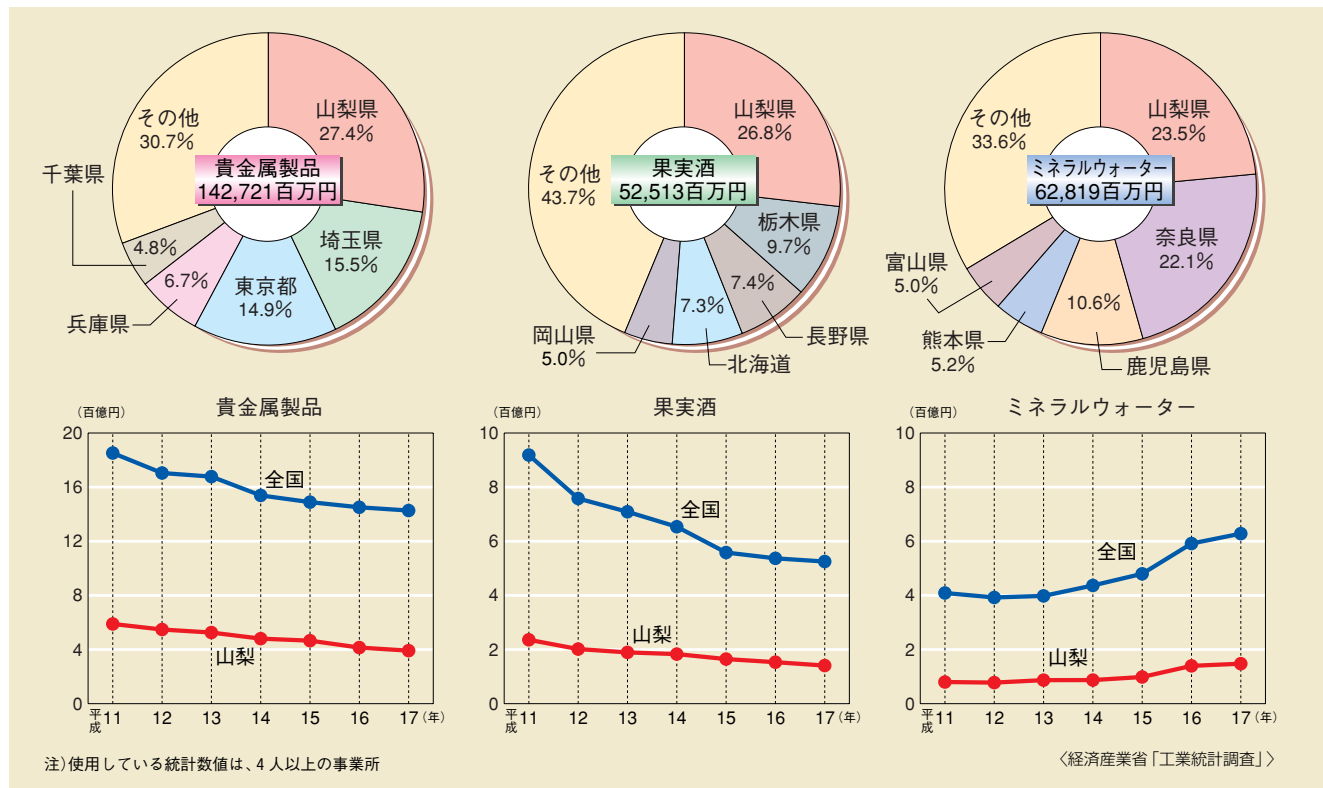 山梨県
27.4%
埼玉県
15.5%
東京都
14.9%
兵庫県
6.7%
千葉県
4.8%
その他
30.7%
貴金属製品
142,721百万円
山梨県
26.8%
栃木県
9.7%
長野県
7.4%
北海道
7.3%
岡山県
5.0%
その他
43.7%
果実酒
52,513百万円
山梨県
23.5%
奈良県
22.1%
鹿児島県
10.6%
熊本県
5.2%
富山県
5.0%
その他
33.6%
ミネラルウォーター
62,819百万円
(百億円)
貴金属製品
20
16
12
8
4
0
全国
山梨
平成11 12 13 14 15 16 17(年)
(百億円)
果実酒
10
8
6
4
2
0
全国
山梨
平成11 12 13 14 15 16 17(年)
(百億円)
ミネラルウォーター
10
8
6
4
2
0
全国
山梨
平成11 12 13 14 15 16 17(年)
注)使用している統計数値は、4人以上の事業所
〈経済産業省「工業統計調査」〉